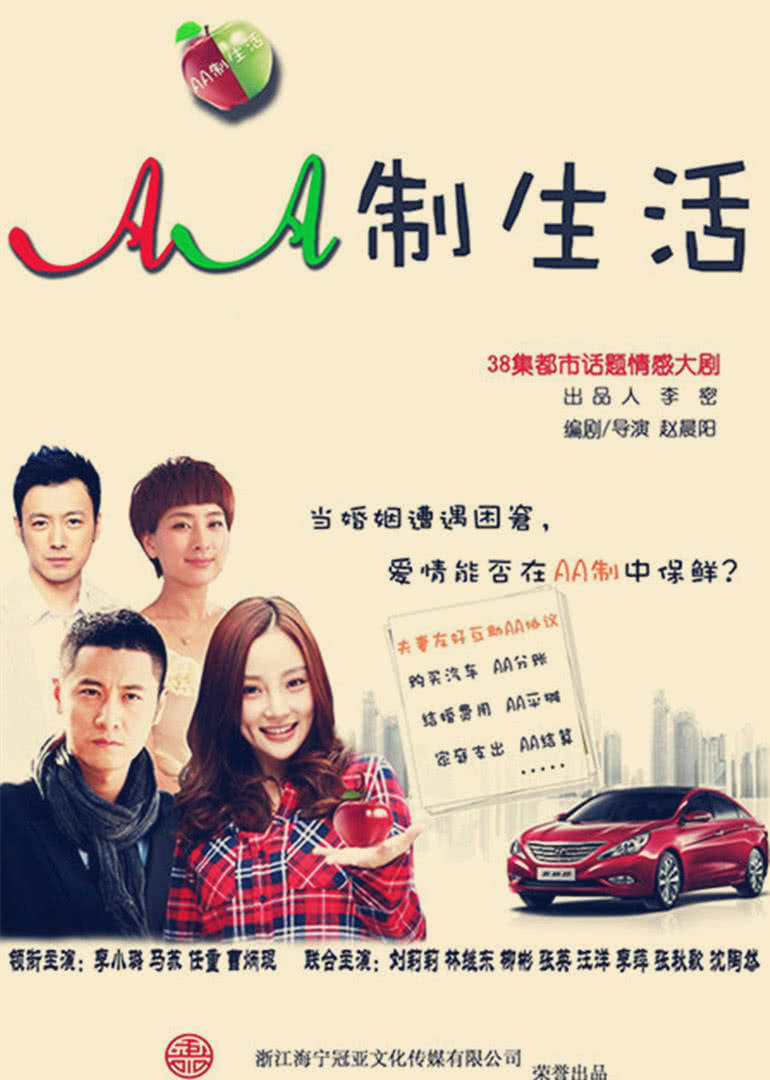 AA制生活
AA制生活
38集都市话题情感大剧
出品人 李 密
编剧/导演 赵晨阳
当婚姻遭遇困窘，
爱情能否在AA制中保鲜？
夫妻友好互助AA协议
购买汽车 AA分账
结婚费用 AA采摊
家庭支出 AA结算
.....
领衔主演：李小璐 马苏 任重 曹炳琨 联合主演：刘莉莉 林继东 柳彬 张英 汪洋 李萍 张秋歌 沈陶然
浙江海宁冠亚文化传媒有限公司 荣誉出品